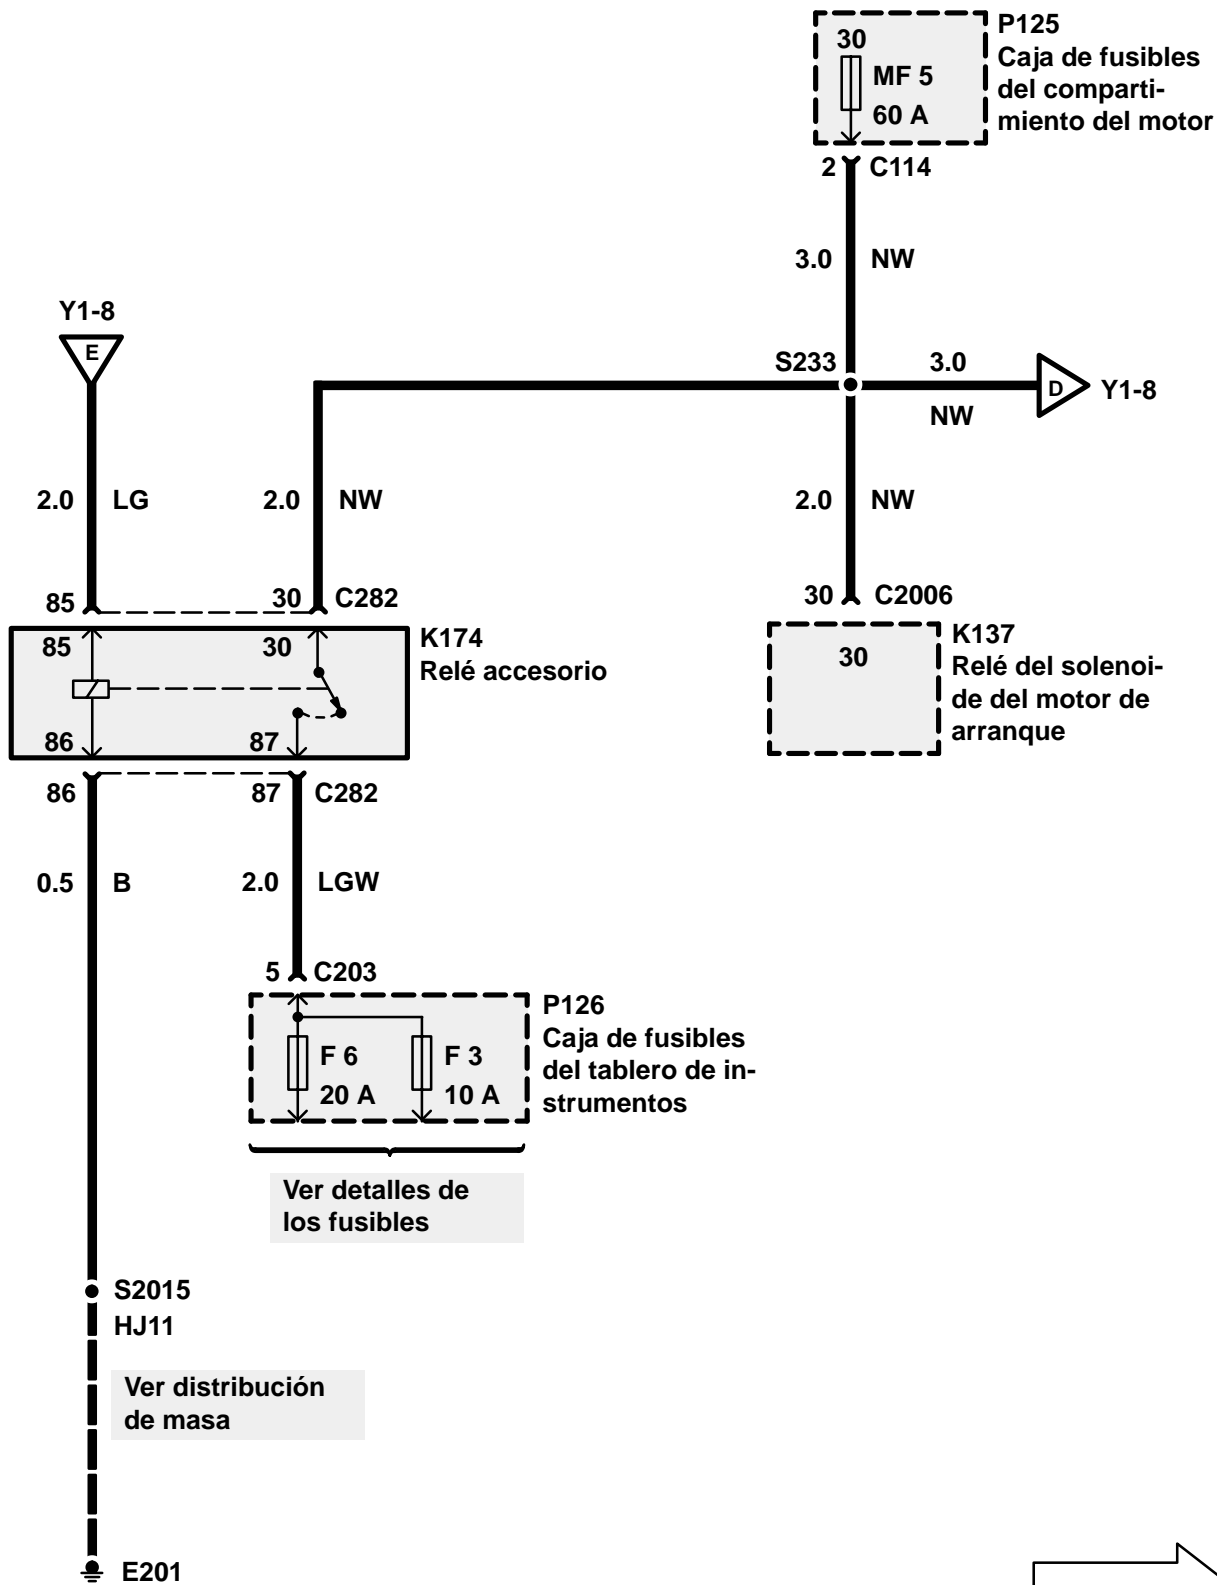 P125
30
Caja de fusibles
MF 5
del comparti-
60 A
miento del motor
2
C114
3.0
NW
Y1-8
E
S233
3.0
D
Y1-8
NW
2.0
LG
2.0
NW
2.0
NW
85
30
C282
30
C2006
85
30
K174
Relé accesorio
30
K137
Relé del solenoi-
de del motor de
arranque
86
87
86
87
C282
0.5
B
2.0
LGW
5
C203
P126
Caja de fusibles
del tablero de in-
strumentos
F 6
20 A
F 3
10 A
Ver detalles de
los fusibles
S2015
HJ11
Ver distribución
de masa
E201